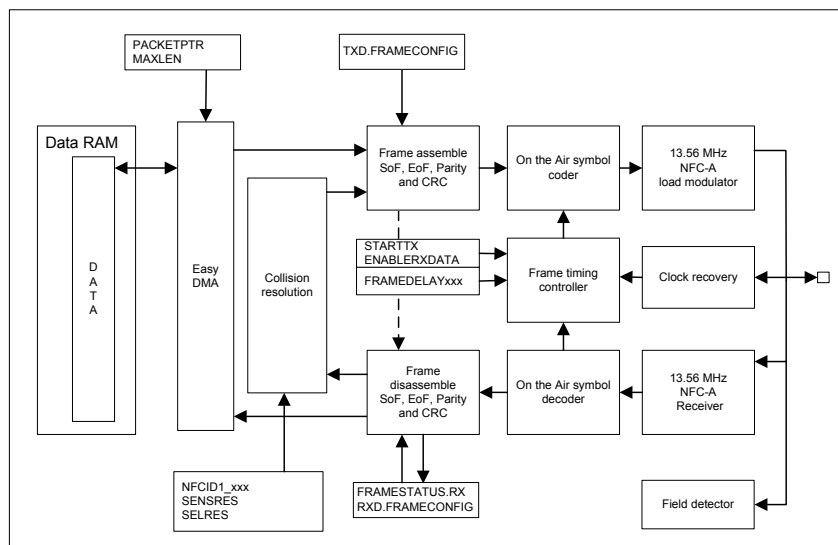 PACKETPTR
MAXLEN
TXD.FRAMECONFIG
Data RAM
D
A
T
A
Easy
DMA
Collision
resolution
Frame assemble
SoF, EoF, Parity
and CRC
On the Air symbol
coder
13.56 MHz
NFC-A
load modulator
STARTTX
ENABLERXDATA
FRAMEDELAYxxx
Frame timing
controller
Clock recovery
Frame
disassemble
SoF, EoF, Parity
and CRC
On the Air symbol
decoder
13.56 MHz
NFC-A
Receiver
NFCID1_xxx
SENSRES
SELRES
FRAMESTATUS.RX
RXD.FRAMECONFIG
Field detector